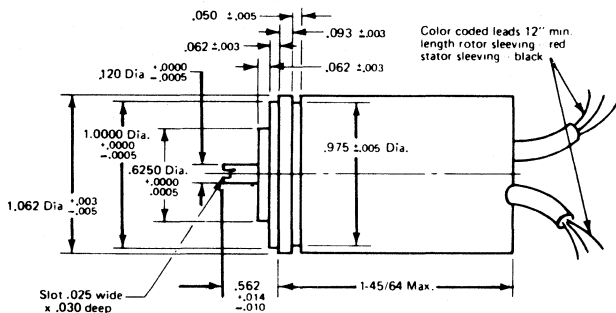 .050 ±.005
.093 ±.003
.062 ±.003
.062 ±.003
.120 Dia. +.0000
-.0005
Color coded leads 12" min.
length rotor sleeving - red
stator sleeving - black
1.0000 Dia.
+.0000
-.0005
.6250 Dia.
+.0000
.0005
.975 ±.005 Dia.
1.062 Dia +.003
-.005
Slot .025 wide
x .030 deep
.562
+.014
-.010
1-45/64 Max.